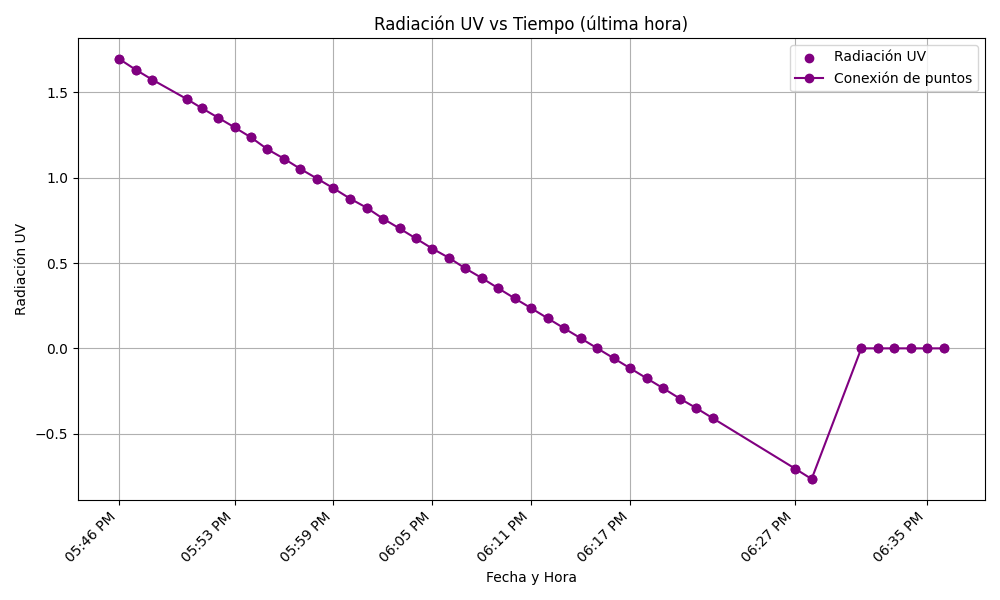 Radiación UV vs Tiempo (última hora)
Radiación UV
Conexión de puntos
Radiación UV
1.5
1.0
0.5
0.0
−0.5
05:46 PM
05:53 PM
05:59 PM
06:05 PM
06:11 PM
06:17 PM
06:27 PM
06:35 PM
Fecha y Hora